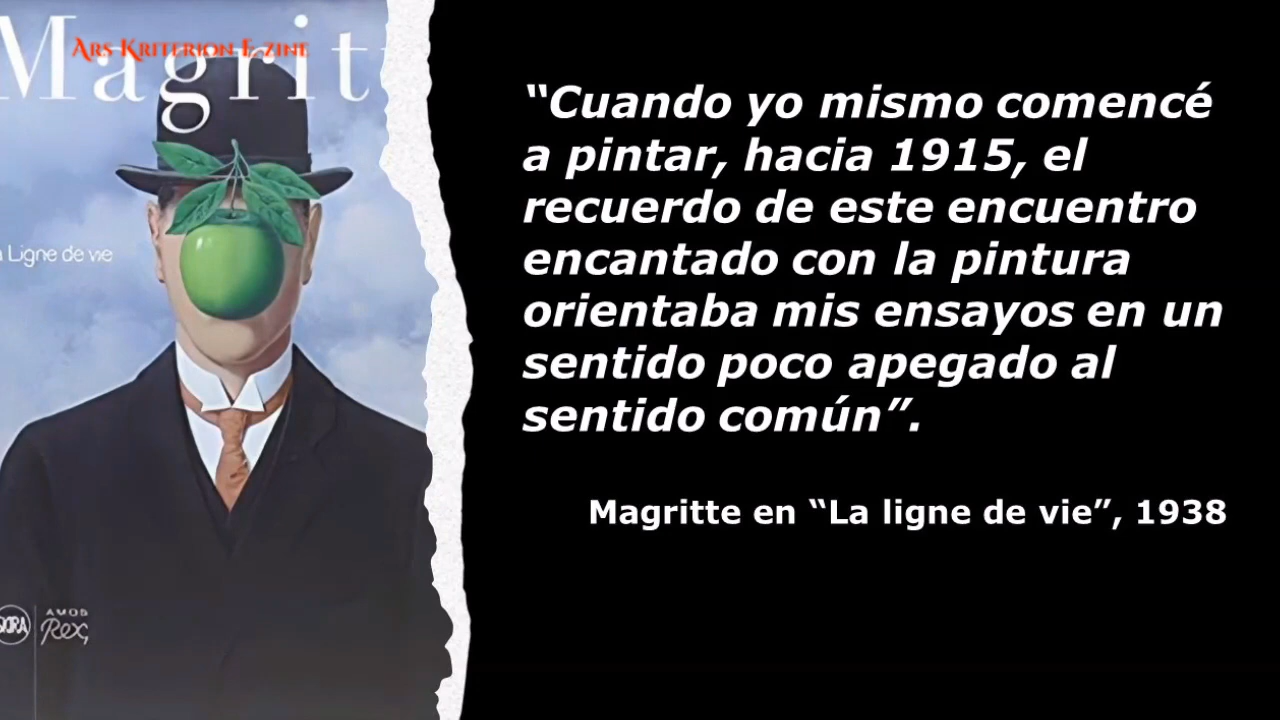 Magritt
Ars Kriterion E-zine
Ligne de vie
AMOS
Rex
“Cuando yo mismo comencé
a pintar, hacia 1915, el
recuerdo de este encuentro
encantado con la pintura
orientaba mis ensayos en un
sentido poco apegado al
sentido común”.
Magritte en “La ligne de vie”, 1938